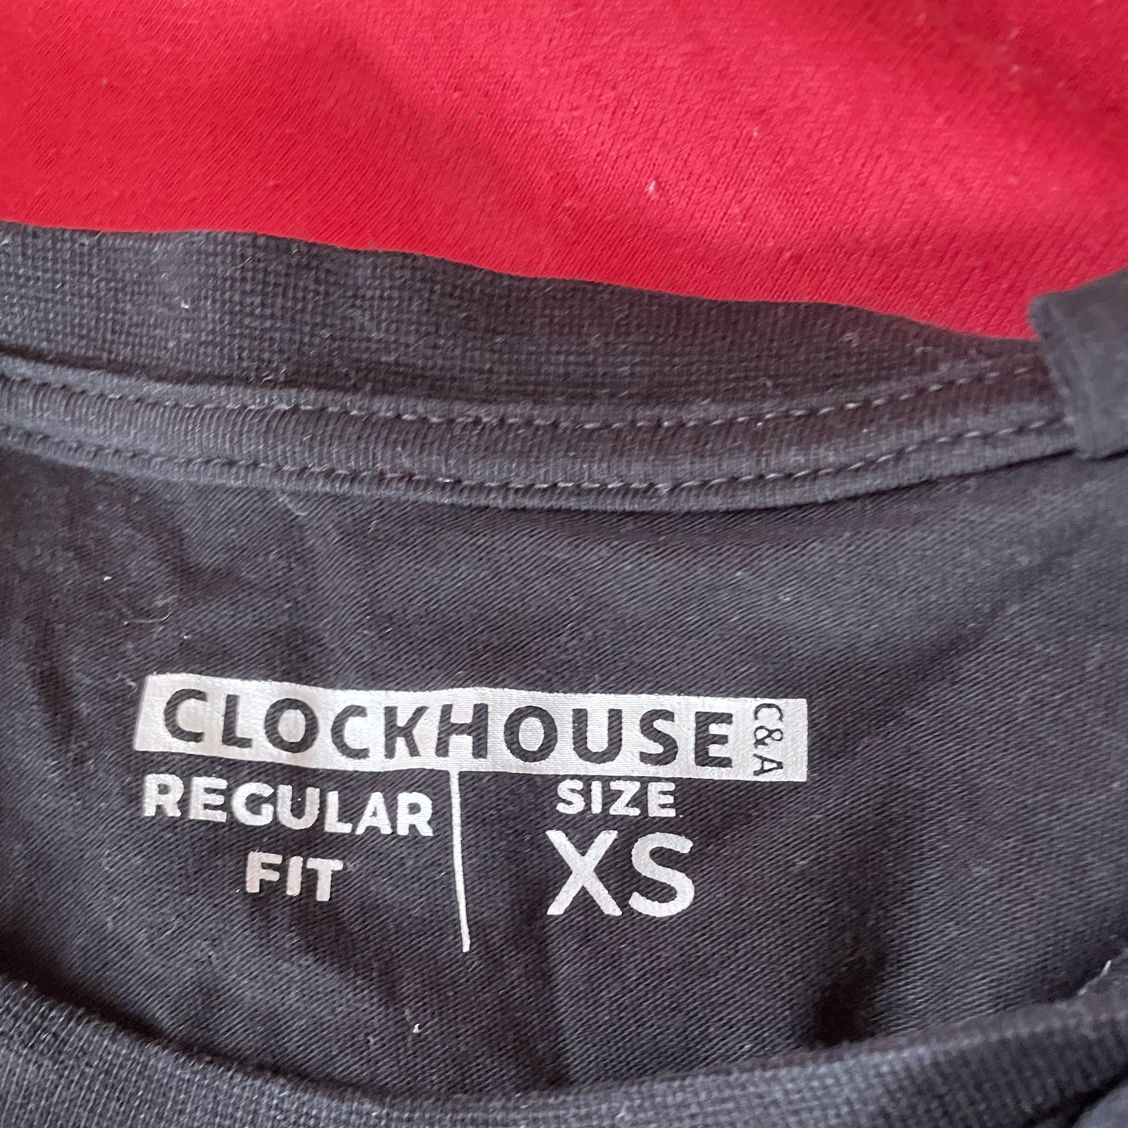 CLOCKHOUSE C&A
REGULAR
FIT
SIZE
XS